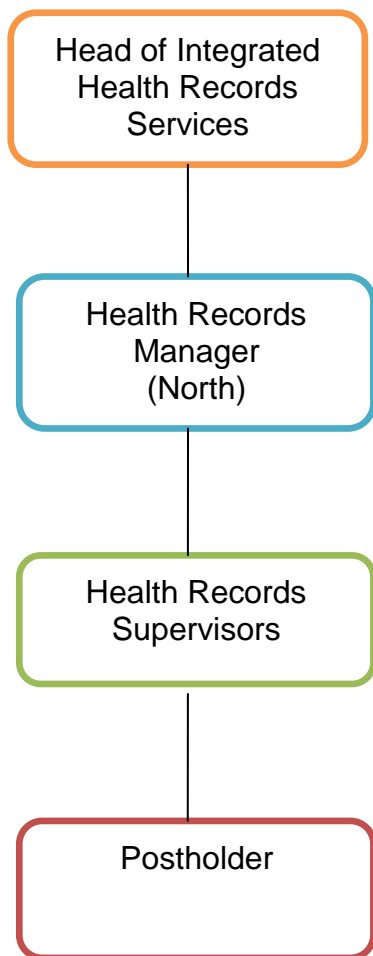 Head of Integrated
Health Records
Services
Health Records
Manager
(North)
Health Records
Supervisors
Postholder